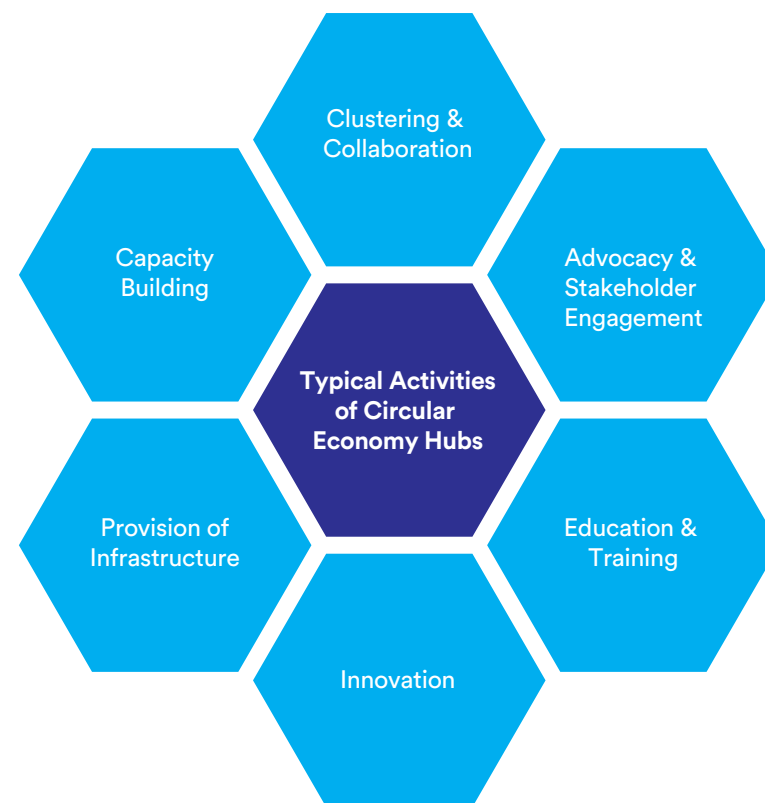 Clustering &
Collaboration
Capacity
Building
Advocacy &
Stakeholder
Engagement
Typical Activities
of Circular
Economy Hubs
Provision of
Infrastructure
Education &
Training
Innovation